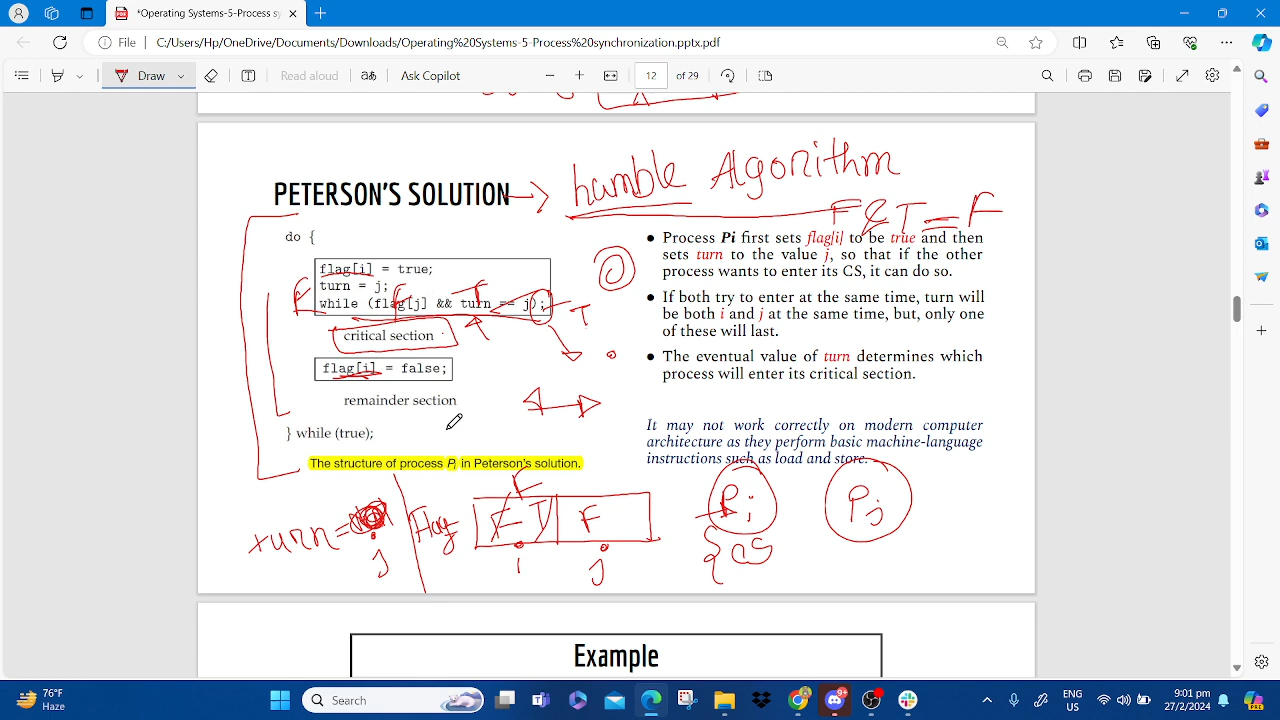 *Operating Systems-5-Process sy
File
C:/Users/Hp/OneDrive/Documents/Downloads/Operating%20Systems-5-Process%20synchronization.pptx.pdf
Draw
Read aloud
Ask Copilot
12
of 29
PETERSON'S SOLUTION
humble Algorithm
F & T = F
do {
flag[i] = true;
turn = j;
while (flag[j] && turn == j);
F
F
T
T
critical section
flag[i] = false;
remainder section
} while (true);
The structure of process Pi in Peterson's solution.
• Process Pi first sets flag[i] to be true and then
sets turn to the value j, so that if the other
process wants to enter its CS, it can do so.
• If both try to enter at the same time, turn will
be both i and j at the same time, but, only one
of these will last.
• The eventual value of turn determines which
process will enter its critical section.
It may not work correctly on modern computer
architecture as they perform basic machine-language
instructions such as load and store.
turn =
j
Flag
F
F T
F
i
j
Pi
Pj
{ CS
Example
76°F
Haze
Search
ENG
US
9:01 pm
27/2/2024